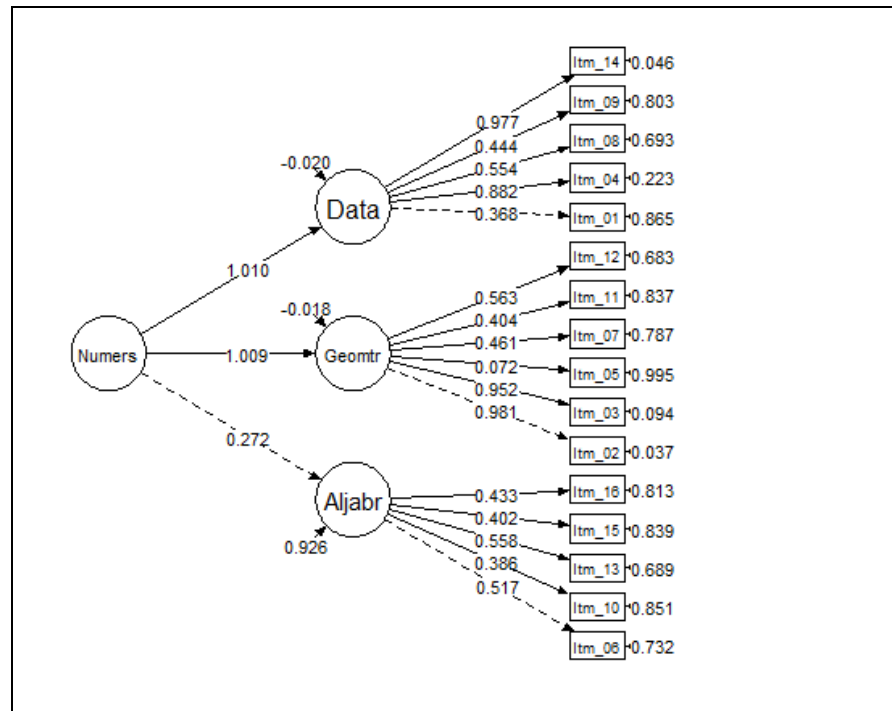 Numers
1.010
1.009
0.272
-0.020
Data
-0.018
Geomtr
Aljabr
0.926
0.977
0.444
0.554
0.882
0.368
0.563
0.404
0.461
0.072
0.952
0.981
0.433
0.402
0.558
0.386
0.517
Itm_14 0.046
Itm_09 0.803
Itm_08 0.693
Itm_04 0.223
Itm_01 0.865
Itm_12 0.683
Itm_11 0.837
Itm_07 0.787
Itm_05 0.995
Itm_03 0.094
Itm_02 0.037
Itm_16 0.813
Itm_15 0.839
Itm_13 0.689
Itm_10 0.851
Itm_06 0.732